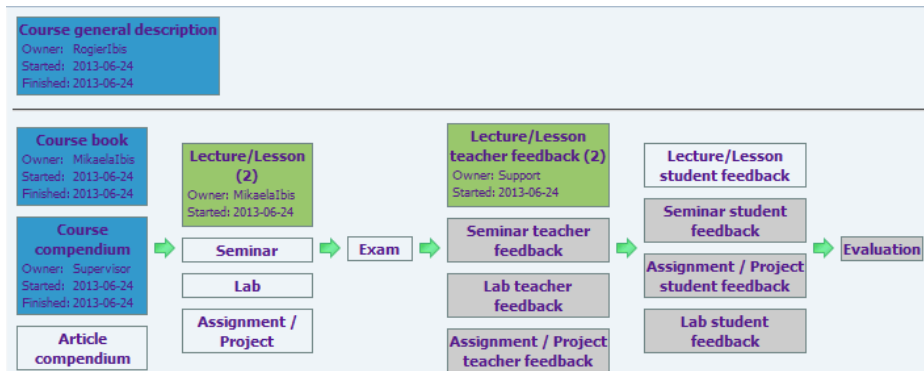 Course general description
Owner: RogierIbis
Started: 2013-06-24
Finished: 2013-06-24
Course book
Owner: MikaelaIbis
Started: 2013-06-24
Finished: 2013-06-24
Course
compendium
Owner: Supervisor
Started: 2013-06-24
Finished: 2013-06-24
Article
compendium
Lecture/Lesson
(2)
Owner: MikaelaIbis
Started: 2013-06-24
Seminar
Lab
Assignment /
Project
Exam
Lecture/Lesson
teacher feedback (2)
Owner: Support
Started: 2013-06-24
Seminar teacher
feedback
Lab teacher
feedback
Assignment / Project
teacher feedback
Lecture/Lesson
student feedback
Seminar student
feedback
Assignment / Project
student feedback
Lab student
feedback
Evaluation